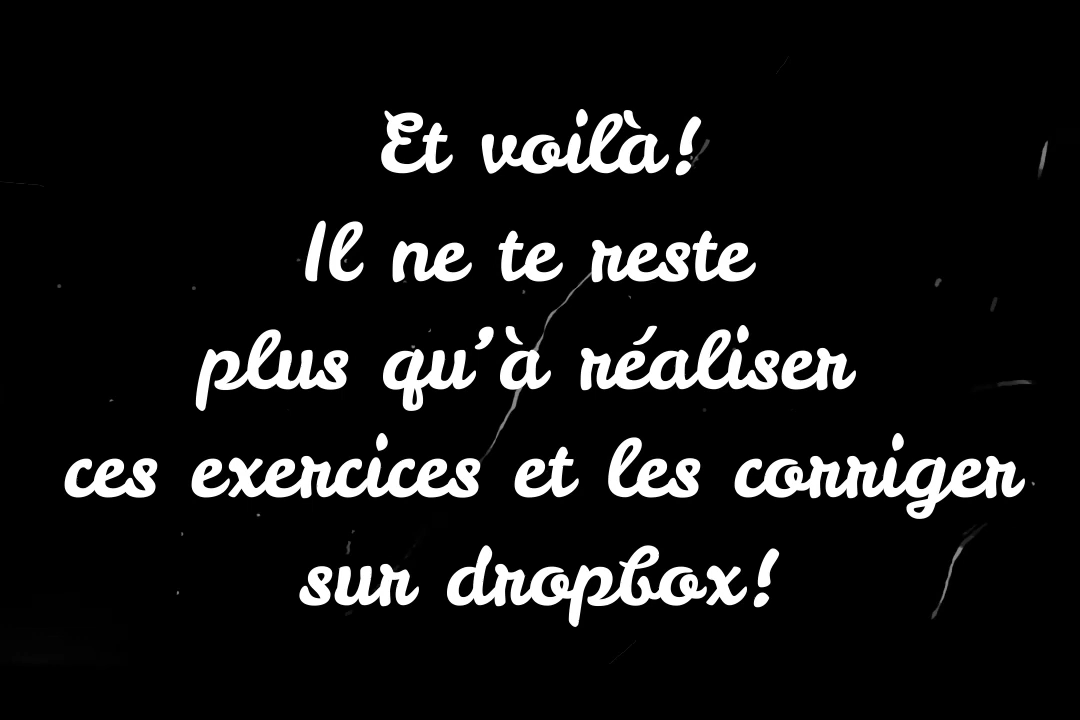 Et voilà!
Il ne te reste
plus qu’à réaliser
ces exercices et les corriger
sur dropbox!